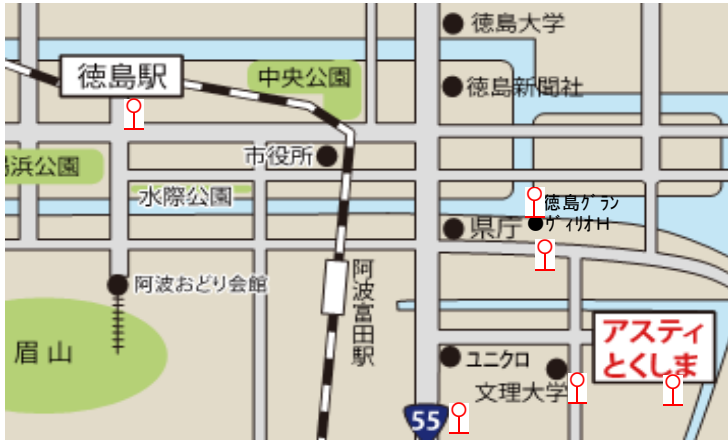 徳島大学
徳島駅
中央公園
徳島新聞社
市役所
浜公園
水際公園
徳島グラン
ヴィリオH
県庁
阿波おどり会館
阿波富田駅
眉山
アスティ
とくしま
ユニクロ
文理大学
55